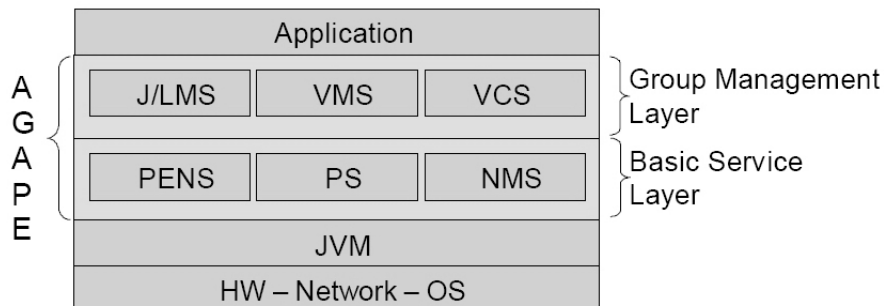 Application
A
G
A
P
E
J/LMS VMS VCS
Group Management
Layer
PENS PS NMS
Basic Service
Layer
JVM
HW – Network – OS